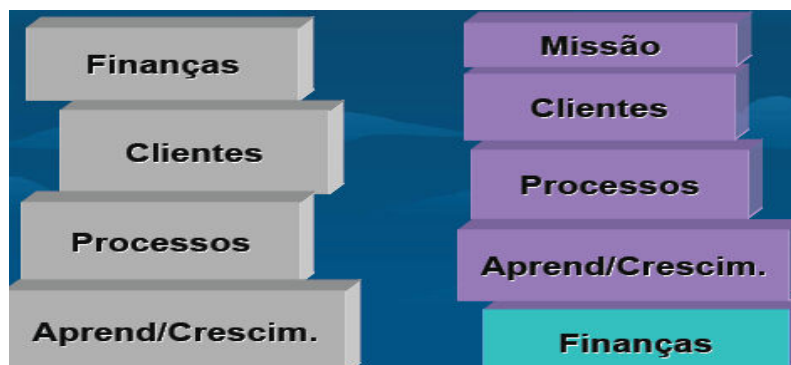 Finanças
Clientes
Processos
Aprend/Crescim.
Missão
Clientes
Processos
Aprend/Crescim.
Finanças